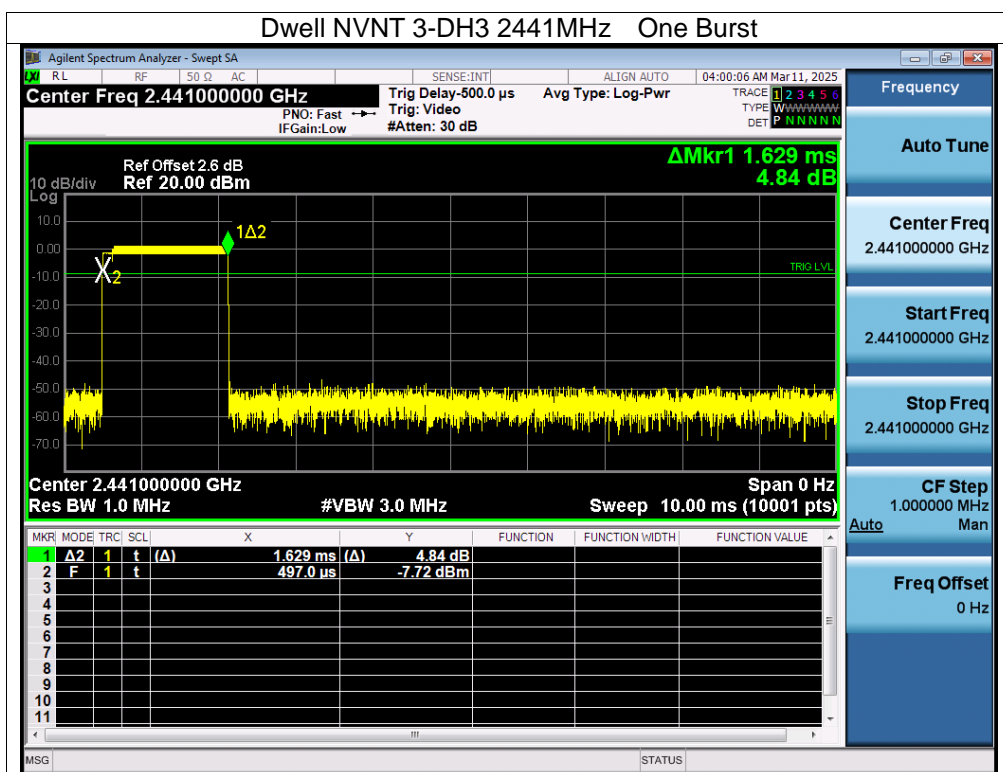 Dwell NVNT 3-DH3 2441MHz    One Burst
Agilent Spectrum Analyzer - Swept SA
LXI RL RF 50 Ω AC SENSE:INT ALIGN AUTO 04:00:06 AM Mar 11, 2025
Center Freq 2.441000000 GHz
Trig Delay-500.0 µs Avg Type: Log-Pwr
TRACE 1 2 3 4 5 6
PNO: Fast Trig: Video
TYPE WWWWWW
IFGain:Low #Atten: 30 dB
DET P N N N N N
ΔMkr1 1.629 ms
4.84 dB
Ref Offset 2.6 dB
10 dB/div Ref 20.00 dBm
Log
10.0
0.00
-10.0
-20.0
-30.0
-40.0
-50.0
-60.0
-70.0
1Δ2
X2
TRIG LVL
Center 2.441000000 GHz Span 0 Hz
Res BW 1.0 MHz #VBW 3.0 MHz Sweep 10.00 ms (10001 pts)
MKR MODE TRC SCL X Y FUNCTION FUNCTION WIDTH FUNCTION VALUE
1 Δ2 1 t (Δ) 1.629 ms (Δ) 4.84 dB
2 F 1 t 497.0 µs -7.72 dBm
3
4
5
6
7
8
9
10
11
MSG STATUS
Frequency
Auto Tune
Center Freq
2.441000000 GHz
Start Freq
2.441000000 GHz
Stop Freq
2.441000000 GHz
CF Step
1.000000 MHz
Auto Man
Freq Offset
0 Hz